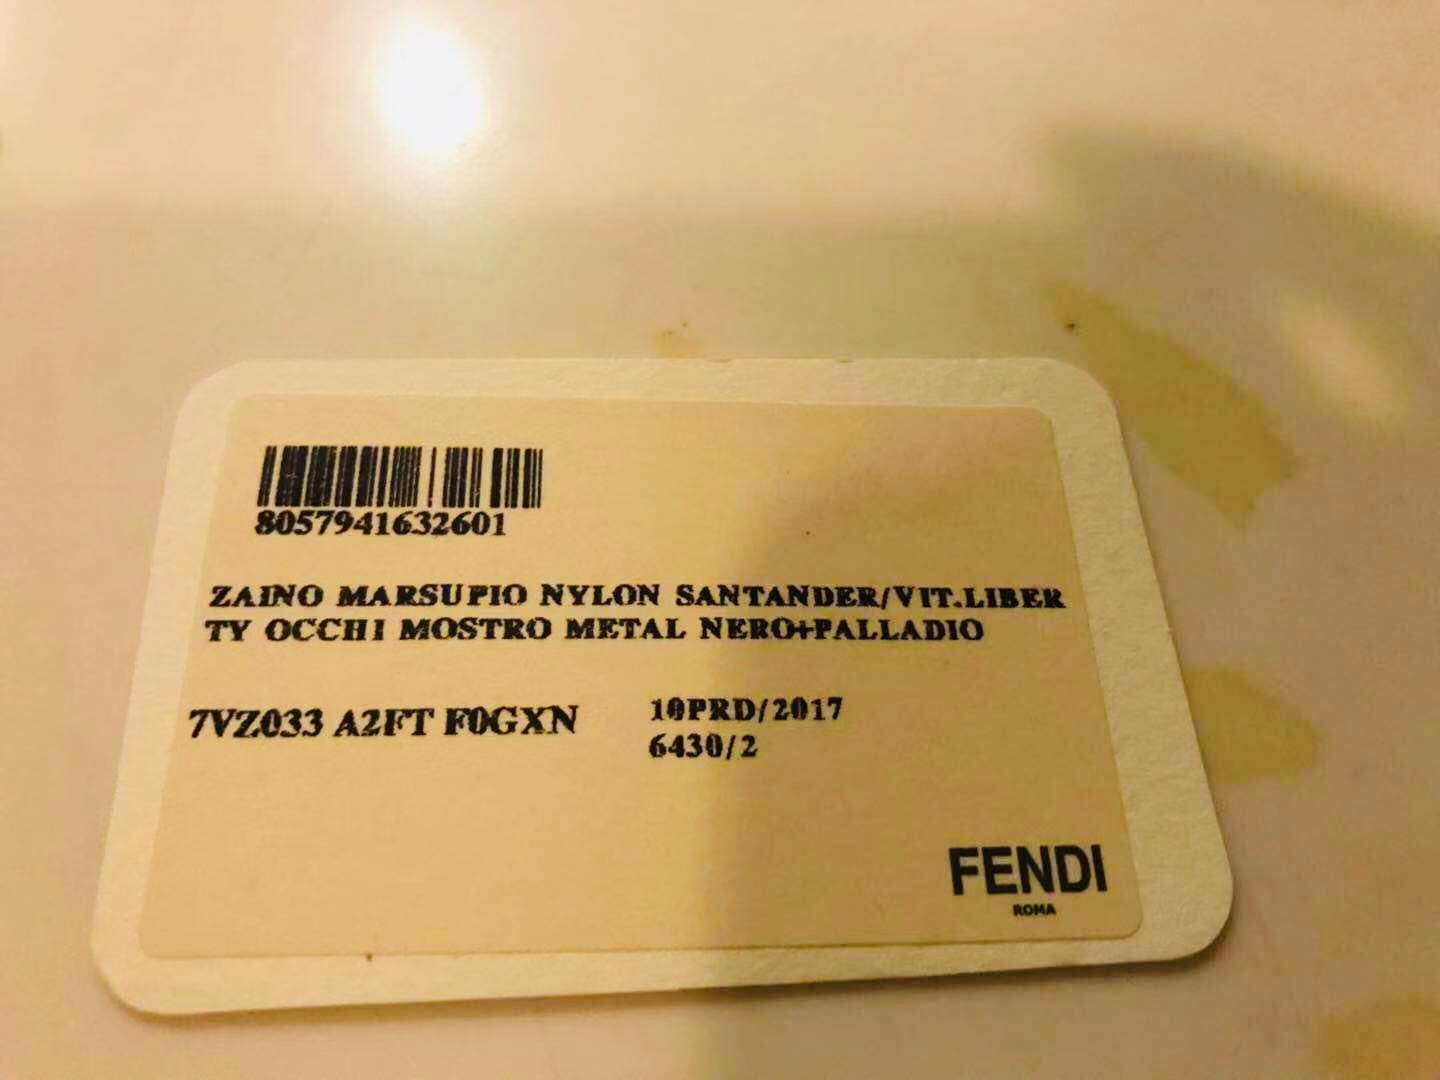 8057941632601
ZAINO MARSUPIO NYLON SANTANDER/VIT.LIBER
TY OCCHI MOSTRO METAL NERO+PALLADIO
7VZ033 A2FT F0GXN
10PRD/2017
6430/2
FENDI
ROMA